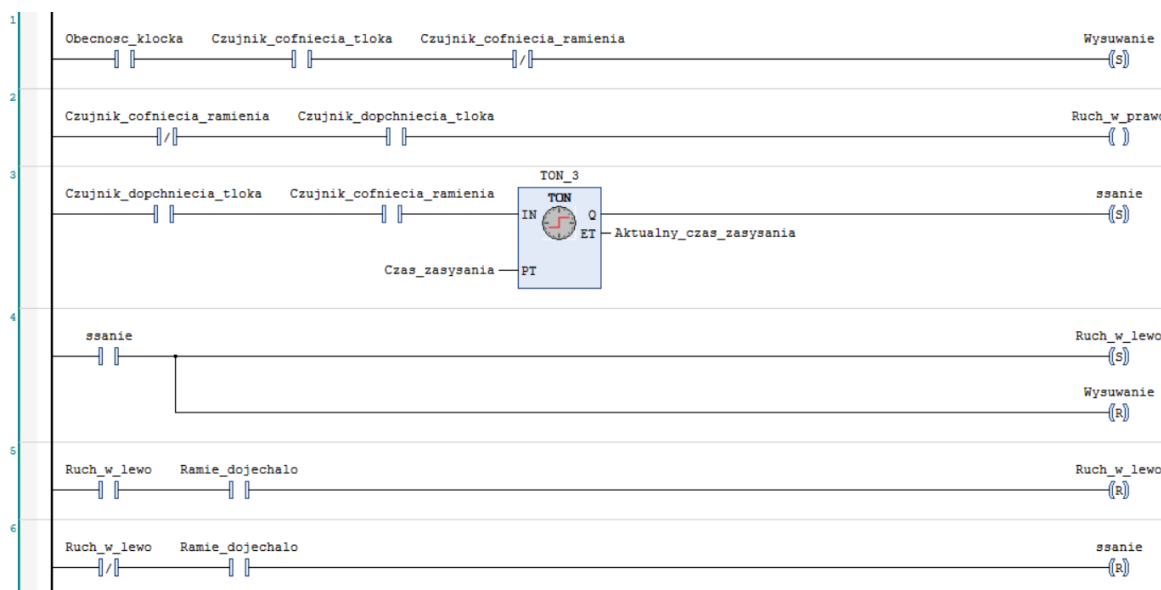 1
Obecnosc_klocka Czujnik_cofniecia_tloka Czujnik_cofniecia_ramienia Wysuwanie
/ S
2
Czujnik_cofniecia_ramienia Czujnik_dopchniecia_tloka Ruch_w_prawo
/
3
TON_3
Czujnik_dopchniecia_tloka Czujnik_cofniecia_ramienia TON ssanie
IN Q S
ET Aktualny_czas_zasysania
Czas_zasysania PT
4
ssanie Ruch_w_lewo
S
Wysuwanie
R
5
Ruch_w_lewo Ramie_dojechalo Ruch_w_lewo
R
6
Ruch_w_lewo Ramie_dojechalo ssanie
/ R